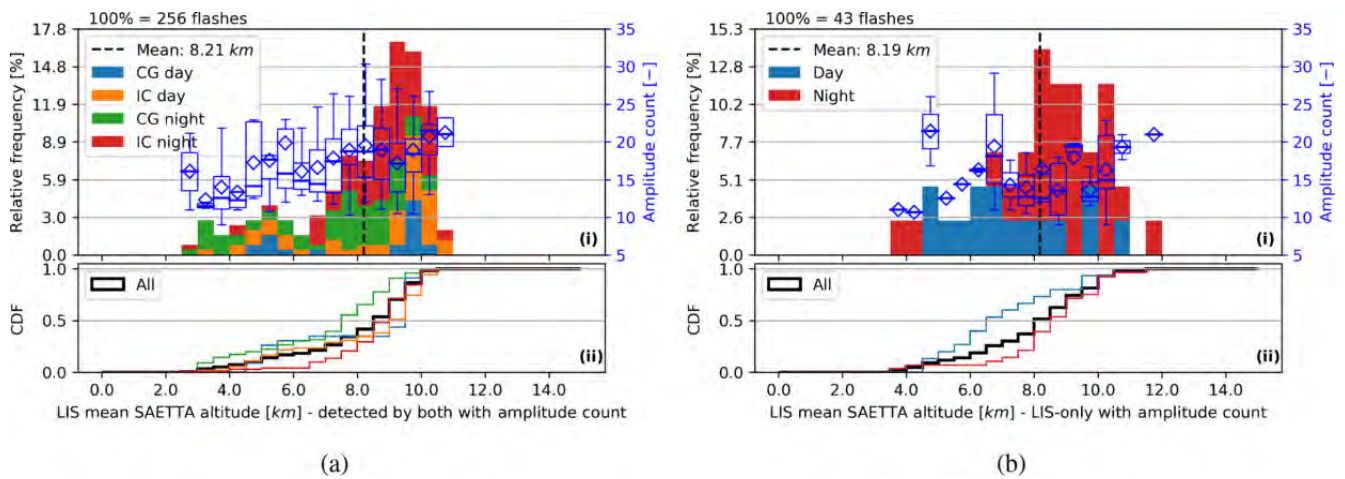 100% = 256 flashes
17.8
14.8
11.9
8.9
5.9
3.0
0.0
Relative frequency [%]
Mean: 8.21 km
CG day
IC day
CG night
IC night
35
30
25
20
15
10
5
Amplitude count [−]
(i)
1.0
0.5
0.0
CDF
All
(ii)
0.0 2.0 4.0 6.0 8.0 10.0 12.0 14.0
LIS mean SAETTA altitude [km] - detected by both with amplitude count
(a)
100% = 43 flashes
15.3
12.8
10.2
7.7
5.1
2.6
0.0
Relative frequency [%]
Mean: 8.19 km
Day
Night
35
30
25
20
15
10
5
Amplitude count [−]
(i)
1.0
0.5
0.0
CDF
All
(ii)
0.0 2.0 4.0 6.0 8.0 10.0 12.0 14.0
LIS mean SAETTA altitude [km] - LIS-only with amplitude count
(b)